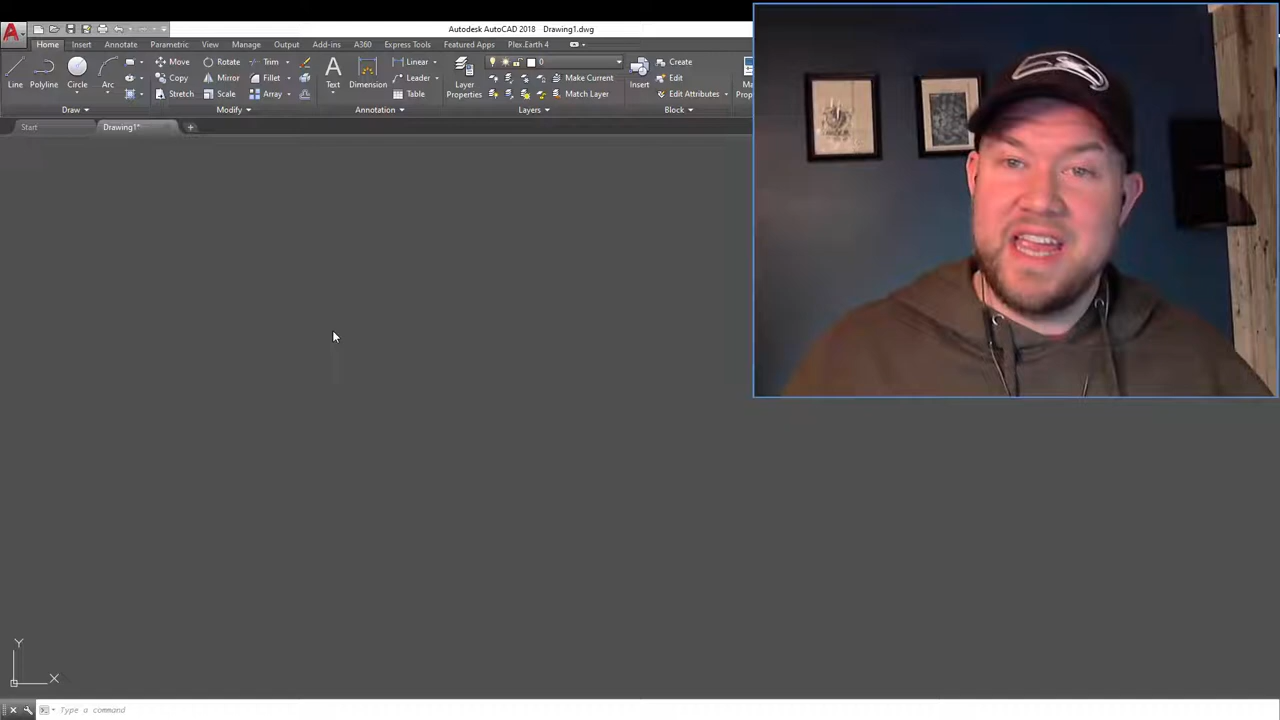 Autodesk AutoCAD 2018 Drawing1.dwg
Home Insert Annotate Parametric View Manage Output Add-ins A360 Express Tools Featured Apps Plex.Earth 4
Move Rotate Trim 0 Create
Line Polyline Circle Arc Copy Mirror Fillet Text Dimension Linear Leader Layer Properties Make Current Insert Edit
Stretch Scale Array Table Match Layer Edit Attributes
Draw Modify Annotation Layers Block
Start Drawing1*
Y
X
Type a command